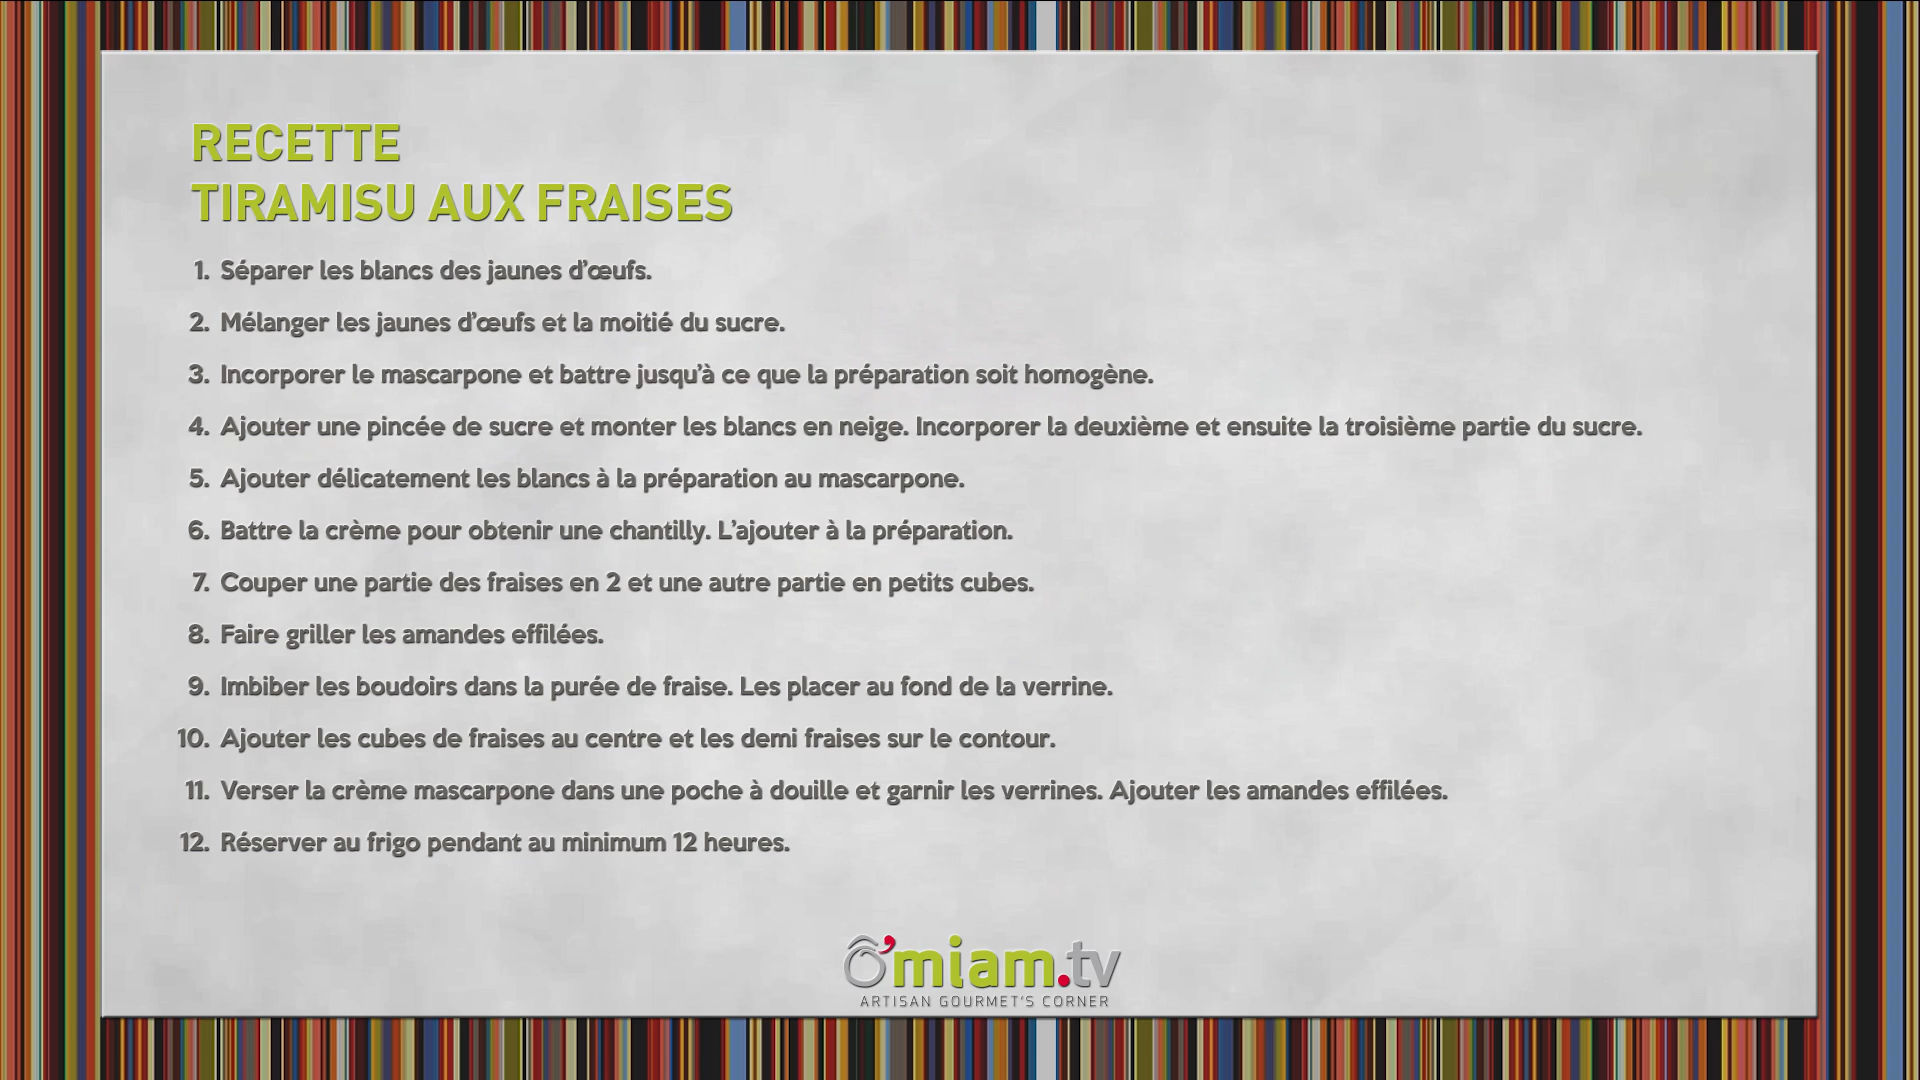 RECETTE
TIRAMISU AUX FRAISES
1. Séparer les blancs des jaunes d’œufs.
2. Mélanger les jaunes d’œufs et la moitié du sucre.
3. Incorporer le mascarpone et battre jusqu’à ce que la préparation soit homogène.
4. Ajouter une pincée de sucre et monter les blancs en neige. Incorporer la deuxième et ensuite la troisième partie du sucre.
5. Ajouter délicatement les blancs à la préparation au mascarpone.
6. Battre la crème pour obtenir une chantilly. L’ajouter à la préparation.
7. Couper une partie des fraises en 2 et une autre partie en petits cubes.
8. Faire griller les amandes effilées.
9. Imbiber les boudoirs dans la purée de fraise. Les placer au fond de la verrine.
10. Ajouter les cubes de fraises au centre et les demi fraises sur le contour.
11. Verser la crème mascarpone dans une poche à douille et garnir les verrines. Ajouter les amandes effilées.
12. Réserver au frigo pendant au minimum 12 heures.
Ô’miam.tv
ARTISAN GOURMET’S CORNER